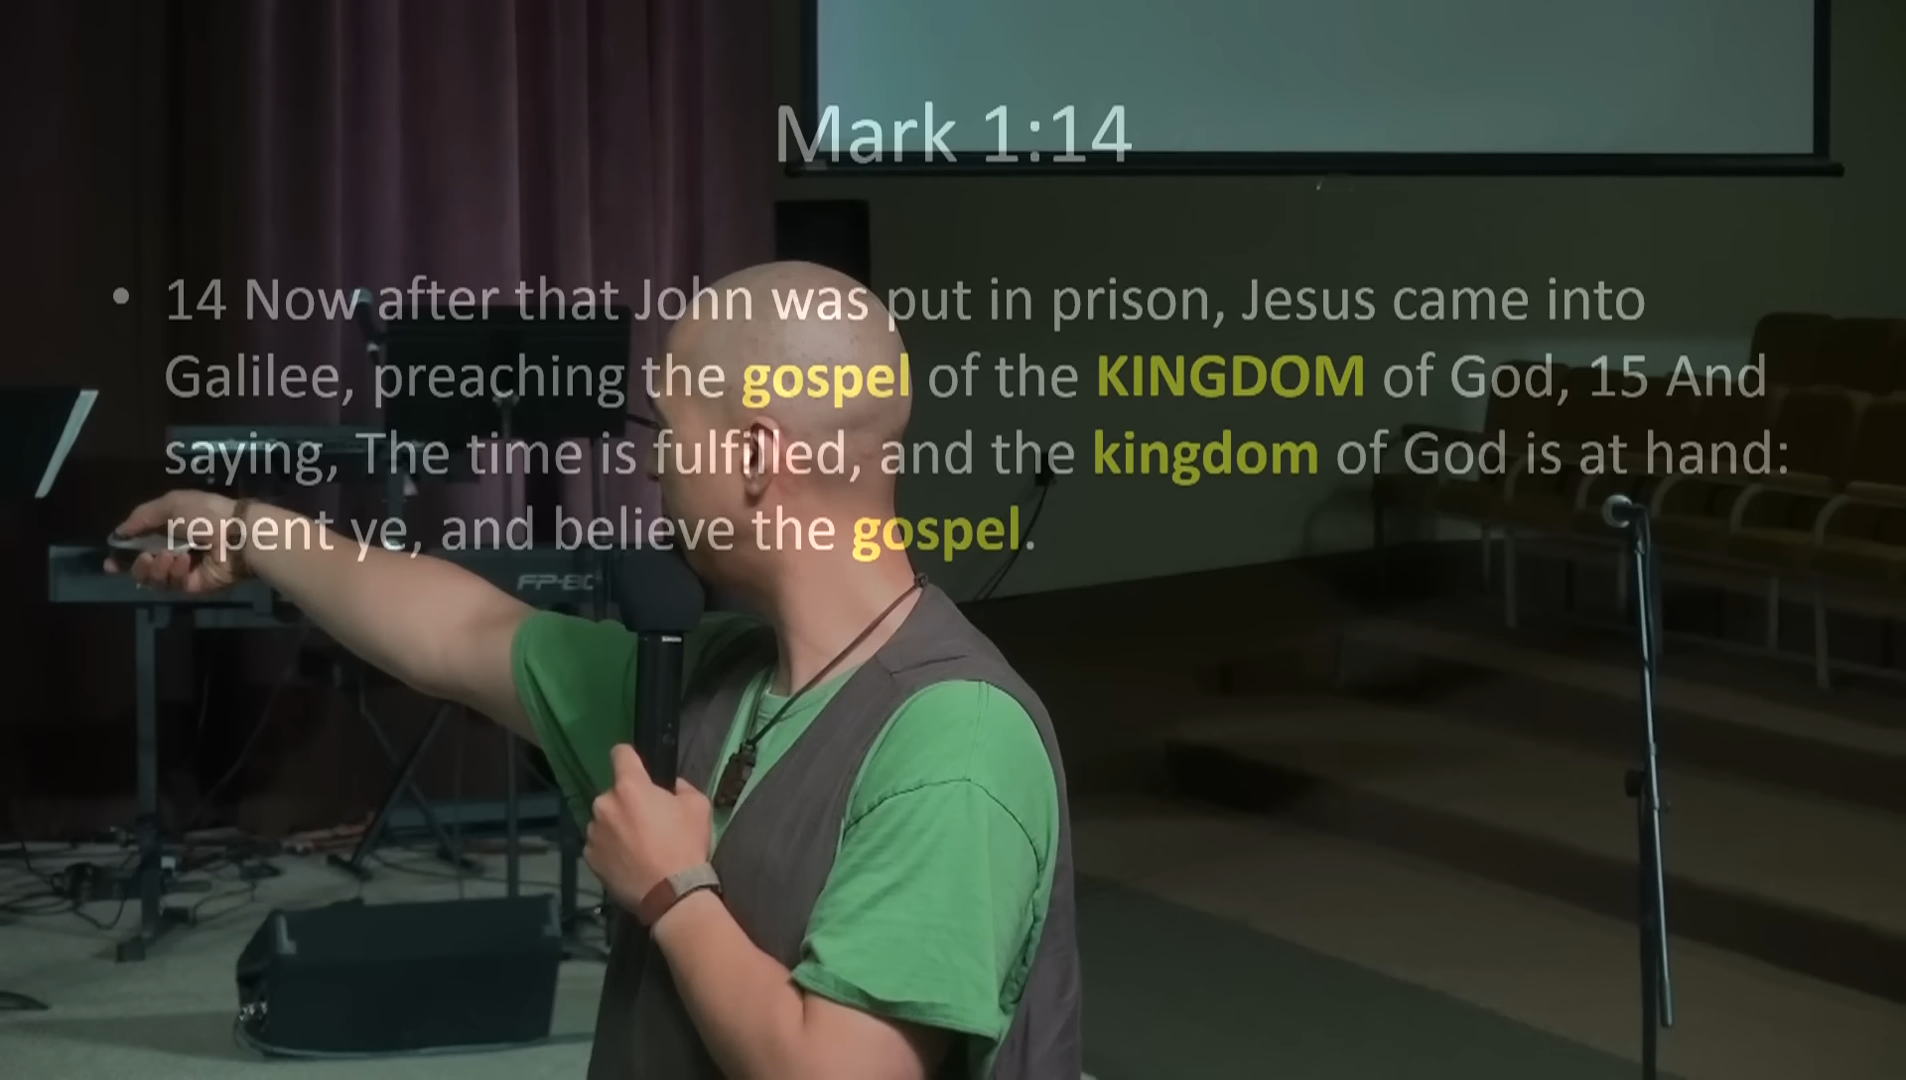 Mark 1:14
• 14 Now after that John was put in prison, Jesus came into
Galilee, preaching the gospel of the KINGDOM of God, 15 And
saying, The time is fulfilled, and the kingdom of God is at hand:
repent ye, and believe the gospel.
FP-80